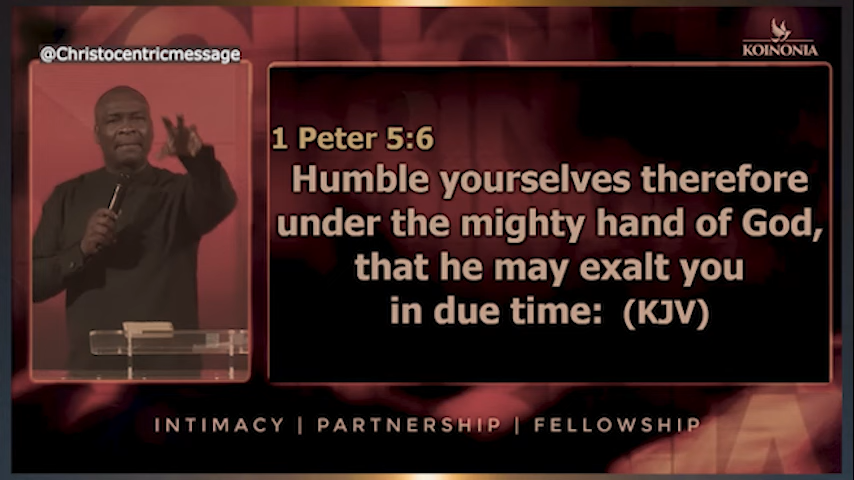 @Christocentricmessage
KOINONIA
1 Peter 5:6
Humble yourselves therefore
under the mighty hand of God,
that he may exalt you
in due time: (KJV)
INTIMACY | PARTNERSHIP | FELLOWSHIP